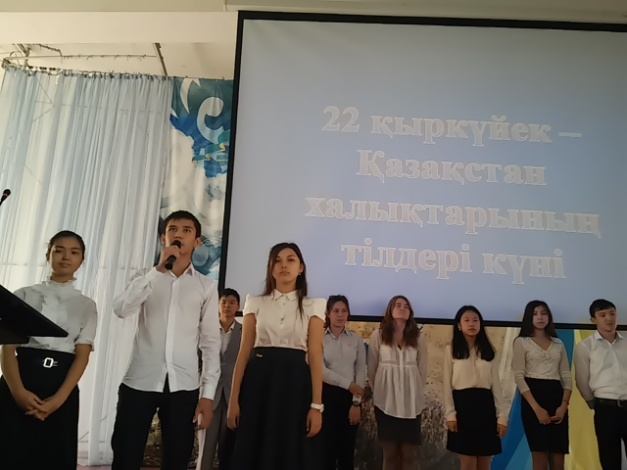 22 қыркүйек –
Қазақстан
халықтарының
тілдері күні